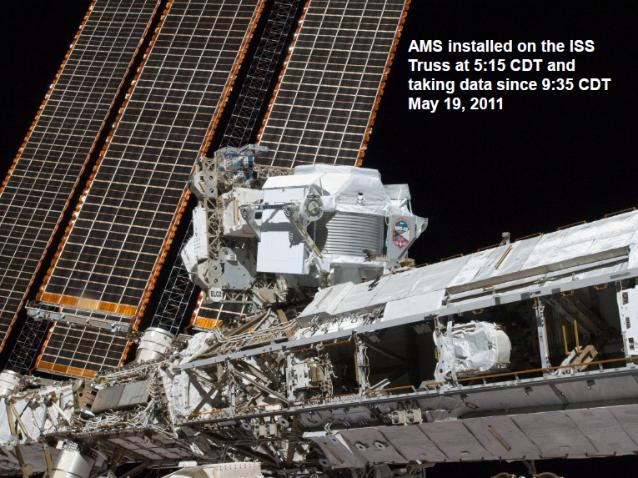 AMS installed on the ISS
Truss at 5:15 CDT and
taking data since 9:35 CDT
May 19, 2011
ELC2